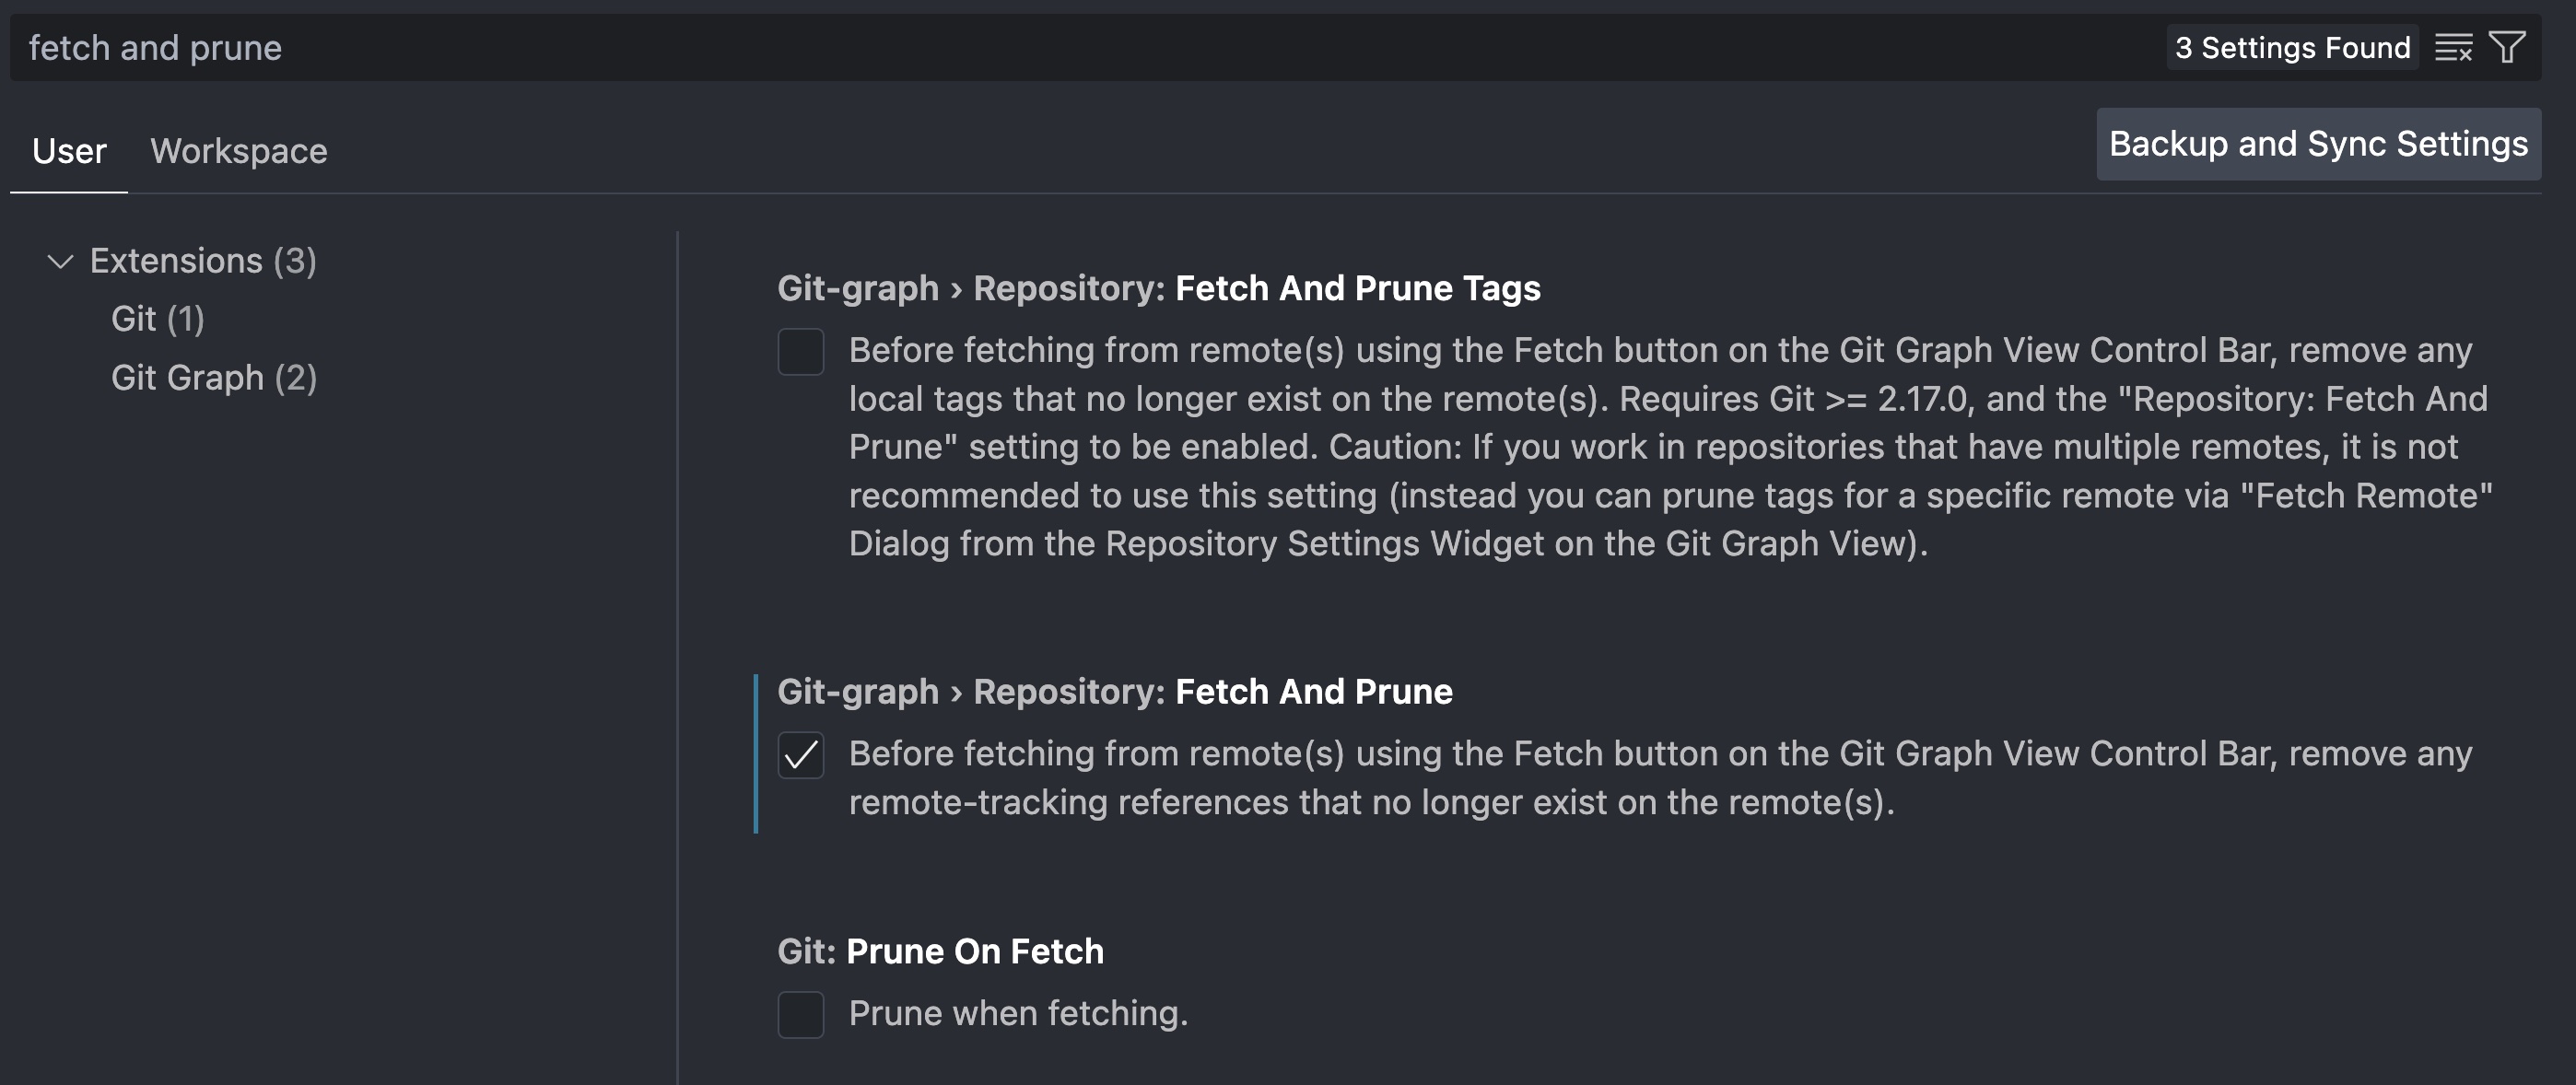 fetch and prune
3 Settings Found
User
Workspace
Backup and Sync Settings
Extensions (3)
Git (1)
Git Graph (2)
Git-graph › Repository: Fetch And Prune Tags
Before fetching from remote(s) using the Fetch button on the Git Graph View Control Bar, remove any
local tags that no longer exist on the remote(s). Requires Git >= 2.17.0, and the "Repository: Fetch And
Prune" setting to be enabled. Caution: If you work in repositories that have multiple remotes, it is not
recommended to use this setting (instead you can prune tags for a specific remote via "Fetch Remote"
Dialog from the Repository Settings Widget on the Git Graph View).
Git-graph › Repository: Fetch And Prune
Before fetching from remote(s) using the Fetch button on the Git Graph View Control Bar, remove any
remote-tracking references that no longer exist on the remote(s).
Git: Prune On Fetch
Prune when fetching.